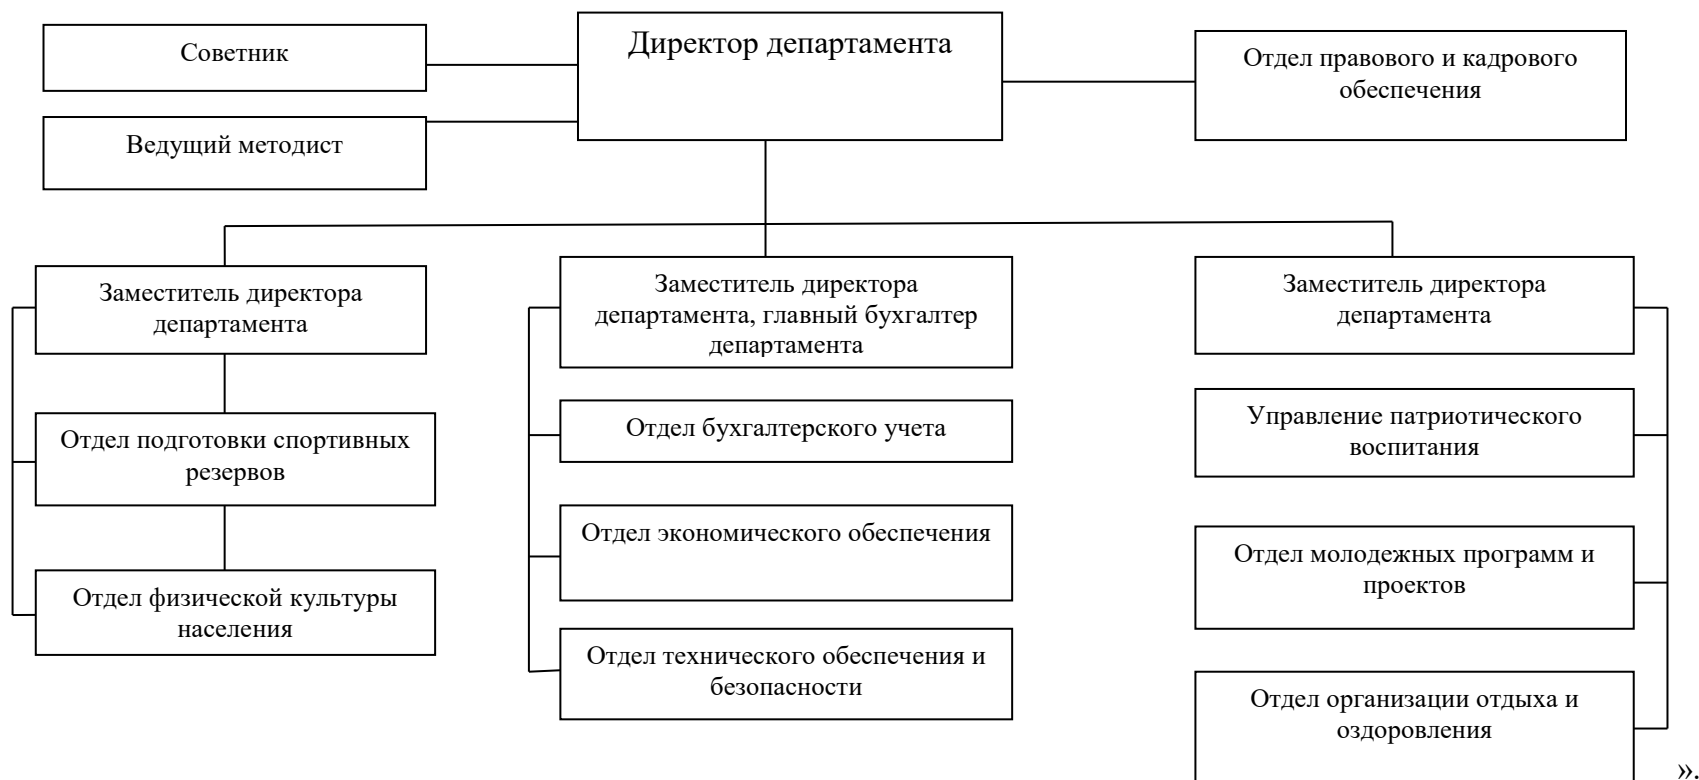 Советник
Директор департамента
Отдел правового и кадрового
обеспечения
Ведущий методист
Заместитель директора
департамента
Отдел подготовки спортивных
резервов
Отдел физической культуры
населения
Заместитель директора
департамента, главный бухгалтер
департамента
Отдел бухгалтерского учета
Отдел экономического обеспечения
Отдел технического обеспечения и
безопасности
Заместитель директора
департамента
Управление патриотического
воспитания
Отдел молодежных программ и
проектов
Отдел организации отдыха и
оздоровления
».